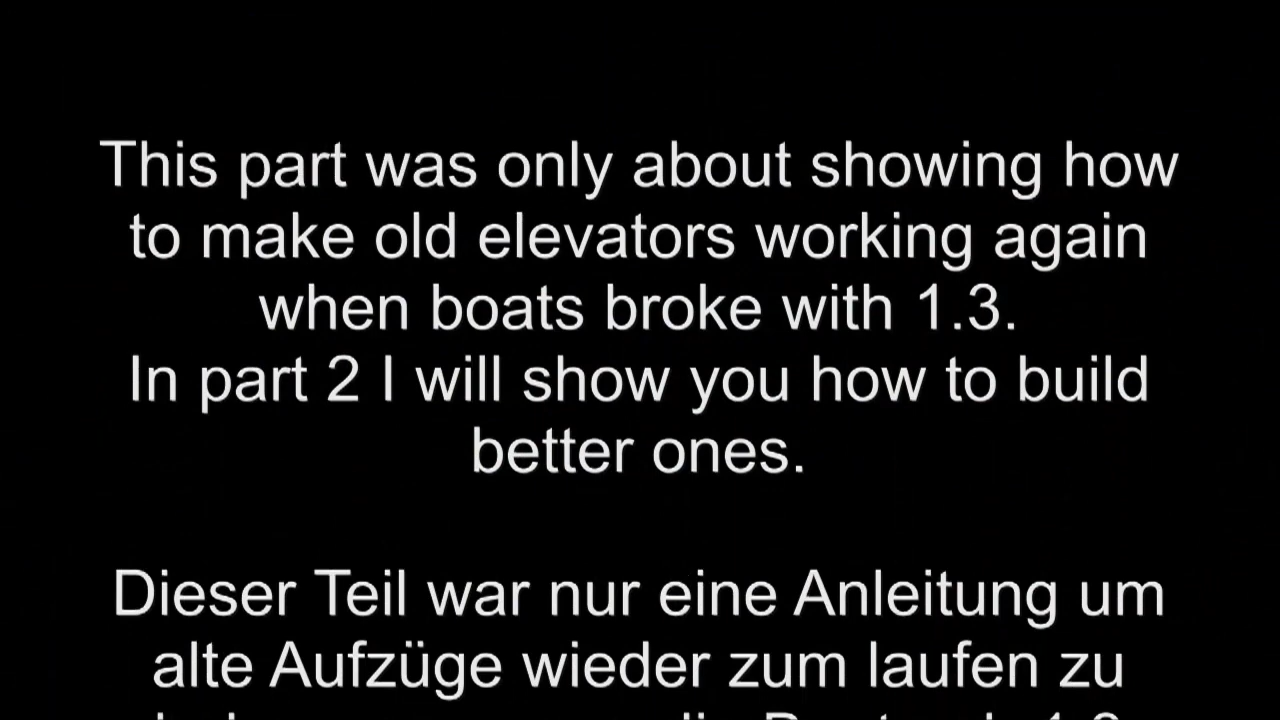 This part was only about showing how
to make old elevators working again
when boats broke with 1.3.
In part 2 I will show you how to build
better ones.
Dieser Teil war nur eine Anleitung um
alte Aufzüge wieder zum laufen zu